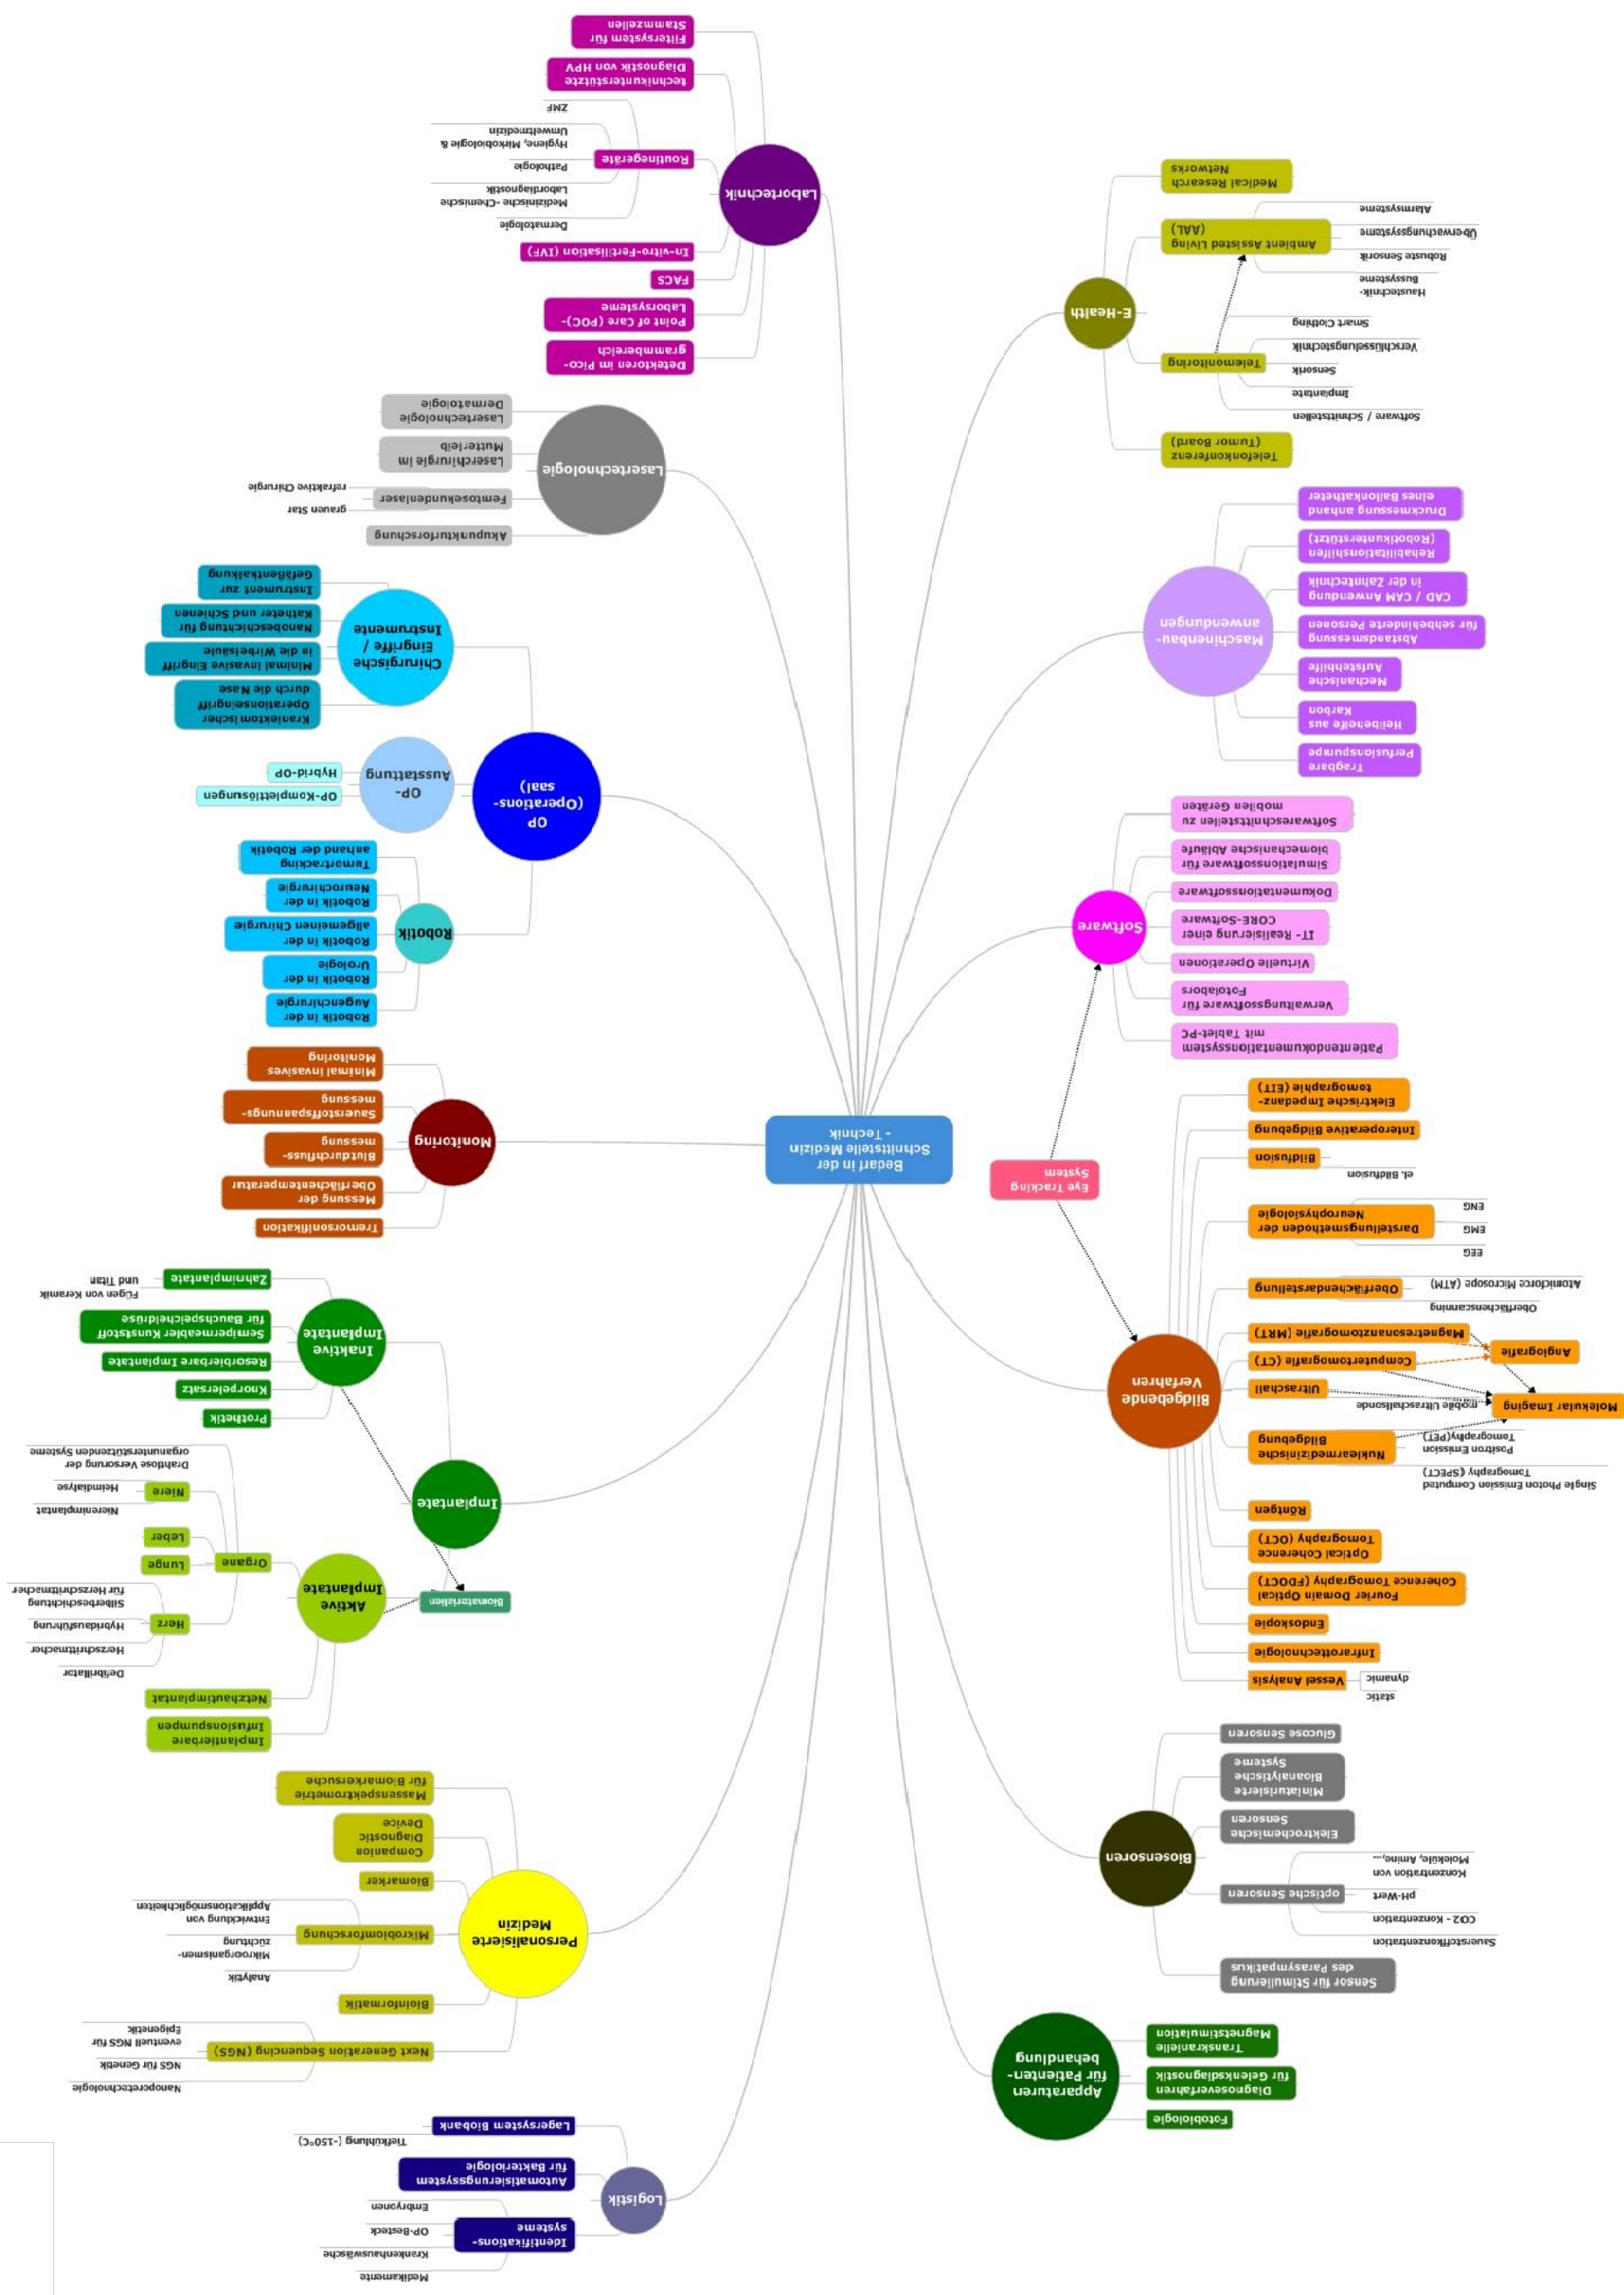 Bedarf in der
Schnittstelle Medizin
- Technik
Apparaturen
für Patienten-
behandlung
Fotobiologie
Diagnoseverfahren
für Gelenksdiagnostik
Transkranielle
Magnetstimulation
Biosensoren
Sensor für Stimulierung
des Parasympatikus
optische Sensoren
Sauerstoffkonzentration
CO2 - Konzentration
pH-Wert
Konzentration von
Moleküle, Amine,...
Elektrochemische
Sensoren
Miniaturisierte
Bioanalytische
Systeme
Glucose Sensoren
Bildgebende
Verfahren
Vessel Analysis
static
dynamic
Infrarottechnologie
Endoskopie
Fourier Domain Optical
Coherence Tomography (FDOCT)
Optical Coherence
Tomography (OCT)
Röntgen
Nuklearmedizinische
Bildgebung
Single Photon Emission Computed
Tomography (SPECT)
Positron Emission
Tomography(PET)
Molekular Imaging
Ultraschall
mobile Ultraschallsonde
Computertomografie (CT)
Angiografie
Magnetresonanztomografie (MRT)
Oberflächendarstellung
Oberflächenscanning
Atomicforce Microsope (ATM)
Darstellungsmethoden der
Neurophysiologie
EEG
EMG
ENG
Bildfusion
el. Bildfusion
Interoperative Bildgebung
Elektrische Impedanz-
tomographie (EIT)
Eye Tracking
System
Software
Patientendokumentationssystem
mit Tablet-PC
Verwaltungssoftware für
Fotolabors
Virtuelle Operationen
IT- Realisierung einer
CORE-Software
Dokumentationssoftware
Simulationssoftware für
biomechanische Abläufe
Softwareschnittstellen zu
mobilen Geräten
Maschinenbau-
anwendungen
Tragbare
Perfusionspumpe
Heilbehelfe aus
Karbon
Mechanische
Aufstehhilfe
Abstandsmessung
für sehbehinderte Personen
CAD / CAM Anwendung
in der Zahntechnik
Rehabilitationshilfen
(Robotikunterstützt)
Druckmessung anhand
eines Ballonkatheter
E-Health
Telefonkonferenz
(Tumor Board)
Telemonitoring
Software / Schnittstellen
Implantate
Sensorik
Verschlüsselungstechnik
Smart Clothing
Ambient Assisted Living
(AAL)
Haustechnik-
Bussysteme
Robuste Sensorik
Überwachungssysteme
Alarmsysteme
Medical Research
Networks
Logistik
Identifikations-
systeme
Medikamente
Krankenhauswäsche
OP-Besteck
Embryonen
Automatisierungssystem
für Bakteriologie
Lagersystem Biobank
Tiefkühlung (-150°C)
Personalisierte
Medizin
Next Generation Sequencing (NGS)
Nanoporetechnologie
NGS für Genetik
eventuell NGS für
Epigenetik
Bioinformatik
Mikrobiomforschung
Analytik
Mikroorganismen-
züchtung
Entwicklung von
Applikationsmöglichkeiten
Biomarker
Companion
Diagnostic
Device
Massenspektrometrie
für Biomarkersuche
Implantate
Biomaterialien
Aktive
Implantate
Implantierbare
Infusionspumpen
Netzhautimplantat
Organe
Herz
Defibrillator
Herzschrittmacher
Hybridausführung
Silberbeschichtung
für Herzschrittmacher
Lunge
Leber
Niere
Nierenimplantat
Heimdialyse
Drahtlose Versorung der
organunterstützenden Systeme
Inaktive
Implantate
Prothetik
Knorpelersatz
Resorbierbare Implantate
Semipermeabler Kunststoff
für Bauchspeicheldrüse
Zahnimplantate
Fügen von Keramik
und Titan
Monitoring
Tremorsonifikation
Messung der
Oberflächentemperatur
Blutdurchfluss-
messung
Sauerstoffspannungs-
messung
Minimal invasives
Monitoring
OP
(Operations-
saal)
Robotik
Robotik in der
Augenchirurgie
Robotik in der
Urologie
Robotik in der
allgemeinen Chirurgie
Robotik in der
Neurochirurgie
Tumortracking
anhand der Robotik
OP-
Ausstattung
OP-Komplettlösungen
Hybrid-OP
Chirurgische
Eingriffe /
Instrumente
Kraniektomischer
Operationseingriff
durch die Nase
Minimal Invasive Eingriff
in die Wirbelsäule
Nanobeschichtung für
Katheter und Schienen
Instrument zur
Gefäßentkalkung
Lasertechnologie
Akupunkturforschung
Femtosekundenlaser
grauen Star
refraktive Chirurgie
Laserchirurgie im
Mutterleib
Lasertechnologie
Dermatologie
Labortechnik
Detektoren im Pico-
grammbereich
Point of Care (POC)-
Laborsysteme
FACS
In-vitro-Fertilisation (IVF)
Routinegeräte
Dermatologie
Medizinische -Chemische
Labordiagnostik
Pathologie
Hygiene, Mirkobiologie &
Umweltmedizin
ZMF
technikunterstützte
Diagnostik von HPV
Filtersystem für
Stammzellen